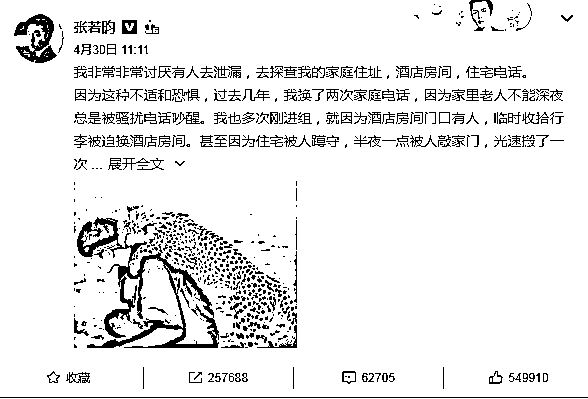 张若昀
4月30日 11:11
我非常非常讨厌有人去泄漏，去探查我的家庭住址，酒店房间，住宅电话。
因为这种不适和恐惧，过去几年，我换了两次家庭电话，因为家里老人不能深夜
总是被骚扰电话吵醒。我也多次刚进组，就因为酒店房间门口有人，临时收拾行
李被迫换酒店房间。甚至因为住宅被人蹲守，半夜一点被人敲家门，光速搬了一
次 ... 展开全文
收藏
257688
62705
549910